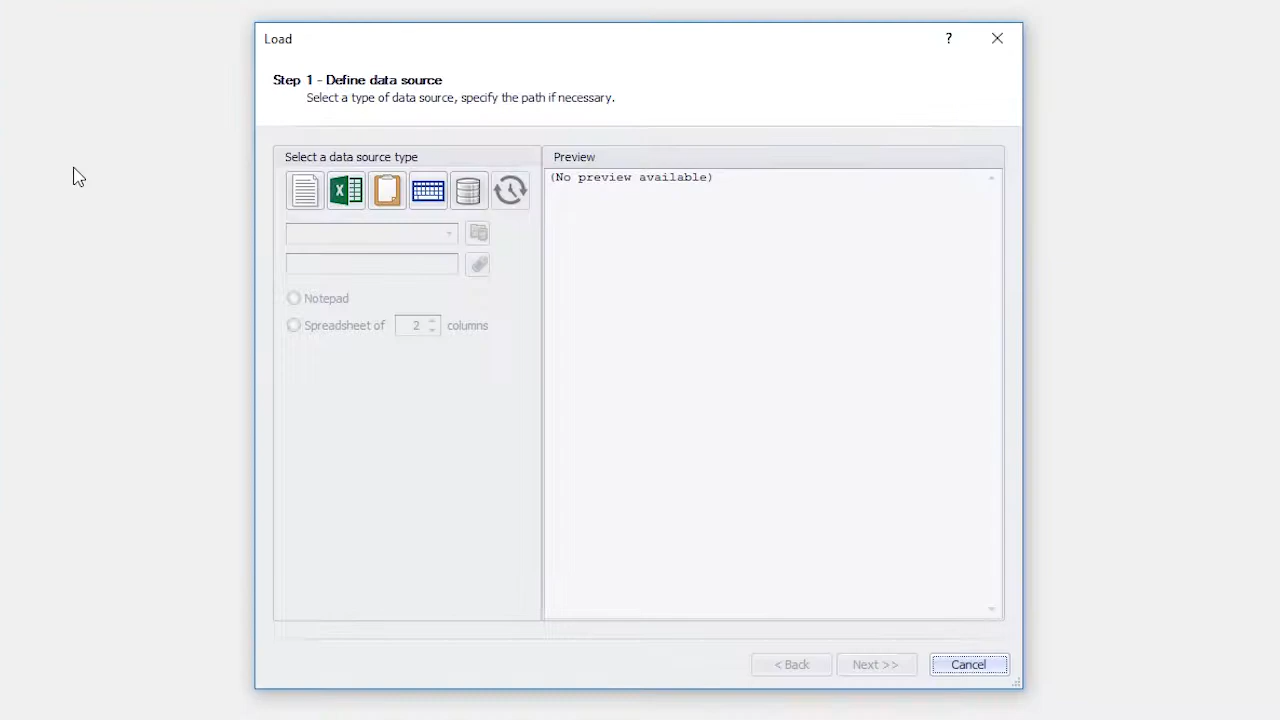 Load
?
Step 1 - Define data source
Select a type of data source, specify the path if necessary.
Select a data source type
Preview
(No preview available)
Notepad
Spreadsheet of 2 columns
< Back
Next >>
Cancel